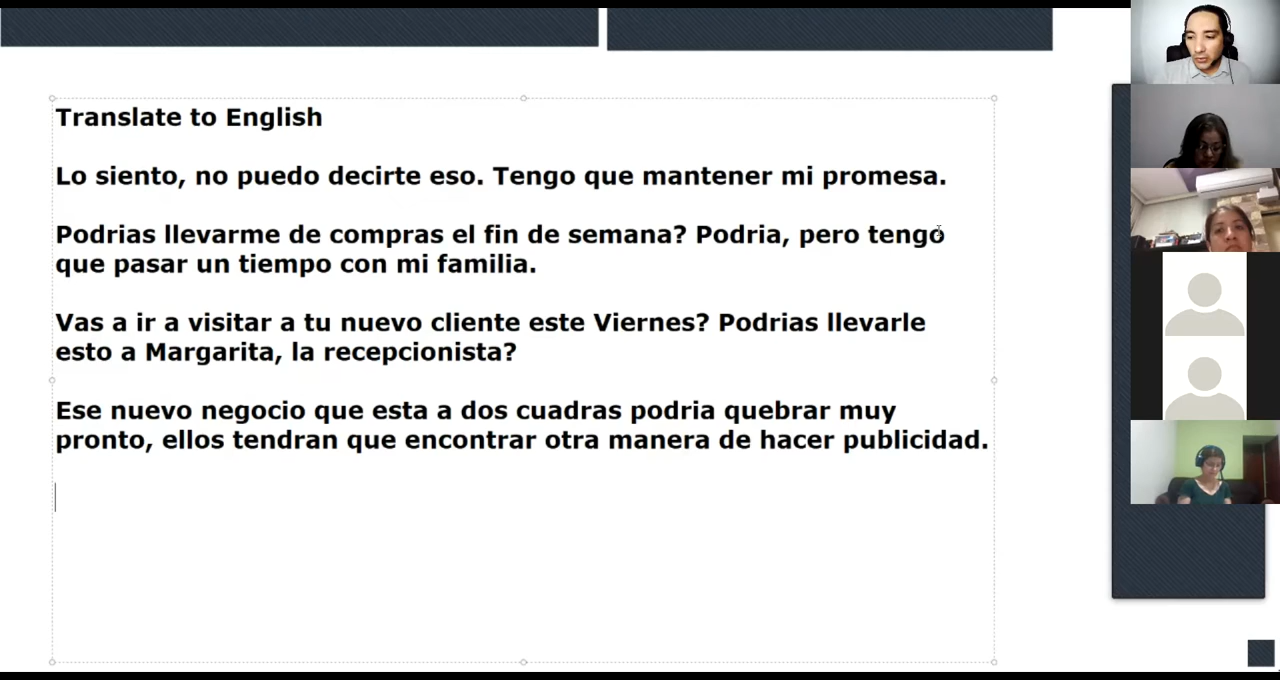 Translate to English
Lo siento, no puedo decirte eso. Tengo que mantener mi promesa.
Podrias llevarme de compras el fin de semana? Podria, pero tengo
que pasar un tiempo con mi familia.
Vas a ir a visitar a tu nuevo cliente este Viernes? Podrias llevarle
esto a Margarita, la recepcionista?
Ese nuevo negocio que esta a dos cuadras podria quebrar muy
pronto, ellos tendran que encontrar otra manera de hacer publicidad.